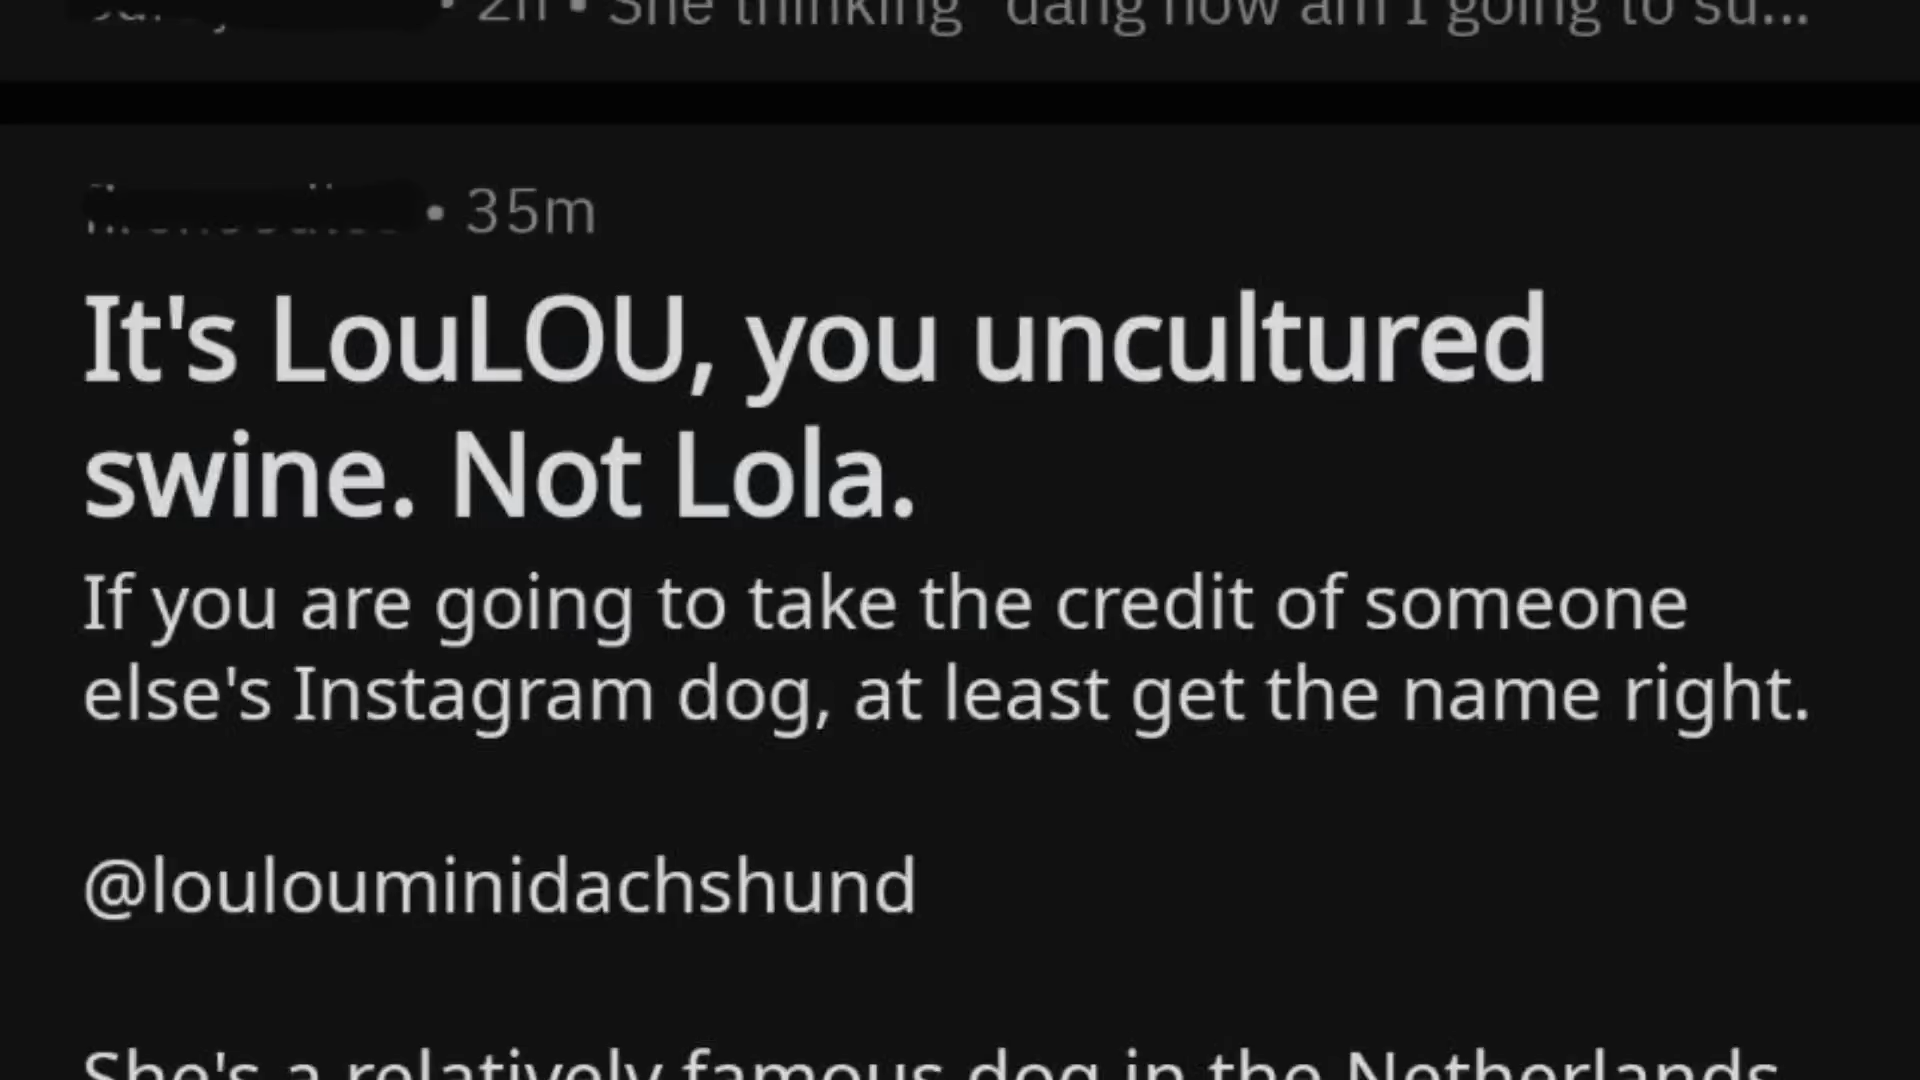 • 2h • She thinking "dang how am I going to su...
• 35m
It's LouLOU, you uncultured
swine. Not Lola.
If you are going to take the credit of someone
else's Instagram dog, at least get the name right.
@loulouminidachshund
She's a relatively famous dog in the Netherlands